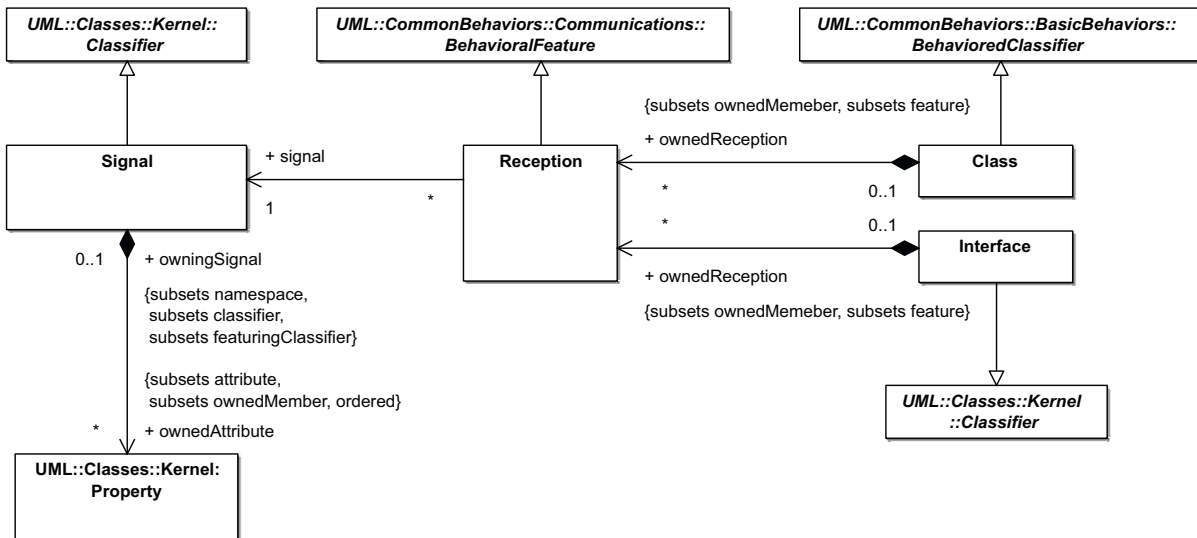 UML::Classes::Kernel::
Classifier
UML::CommonBehaviors::Communications::
BehavioralFeature
UML::CommonBehaviors::BasicBehaviors::
BehavioredClassifier
{subsets ownedMemeber, subsets feature}
+ ownedReception
Signal
+ signal
Reception
Class
1
*
*
0..1
*
0..1
Interface
0..1
+ owningSignal
+ ownedReception
{subsets namespace,
subsets classifier,
subsets featuringClassifier}
{subsets ownedMemeber, subsets feature}
{subsets attribute,
subsets ownedMember, ordered}
UML::Classes::Kernel
::Classifier
*
+ ownedAttribute
UML::Classes::Kernel:
Property